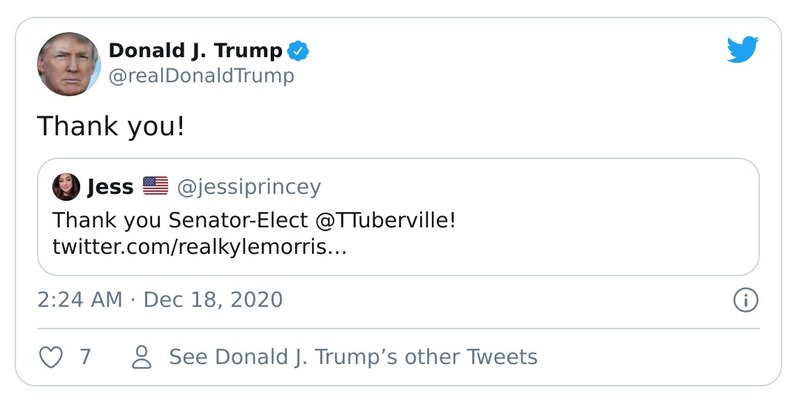 Donald J. Trump
@realDonaldTrump
Thank you!
Jess 🇺🇸 @jessiprincey
Thank you Senator-Elect @TTuberville!
twitter.com/realkylemorris…
2:24 AM · Dec 18, 2020
7 See Donald J. Trump’s other Tweets